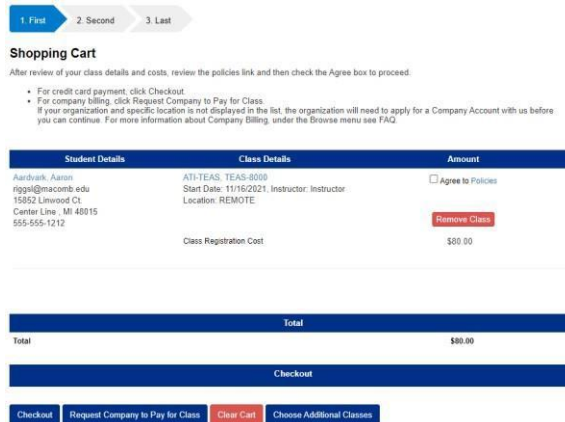 1. First 2. Second 3. Last
Shopping Cart
After review of your class details and costs, review the policies link and then check the Agree box to proceed.
For credit card payment, click Checkout.
For company billing, click Request Company to Pay for Class.
If your organization and specific location is not displayed in the list, the organization will need to apply for a Company Account with us before
you can continue. For more information about Company Billing, under the Browse menu see FAQ.
Student Details Class Details Amount
Aardvark, Aaron ATI-TEAS, TEAS-8000 Agree to Policies
riggsl@macomb.edu Start Date: 11/16/2021, Instructor: Instructor
15852 Linwood Ct. Location: REMOTE
Center Line , MI 48015 Remove Class
555-555-1212
Class Registration Cost $80.00
Total
Total $80.00
Checkout
Checkout Request Company to Pay for Class Clear Cart Choose Additional Classes